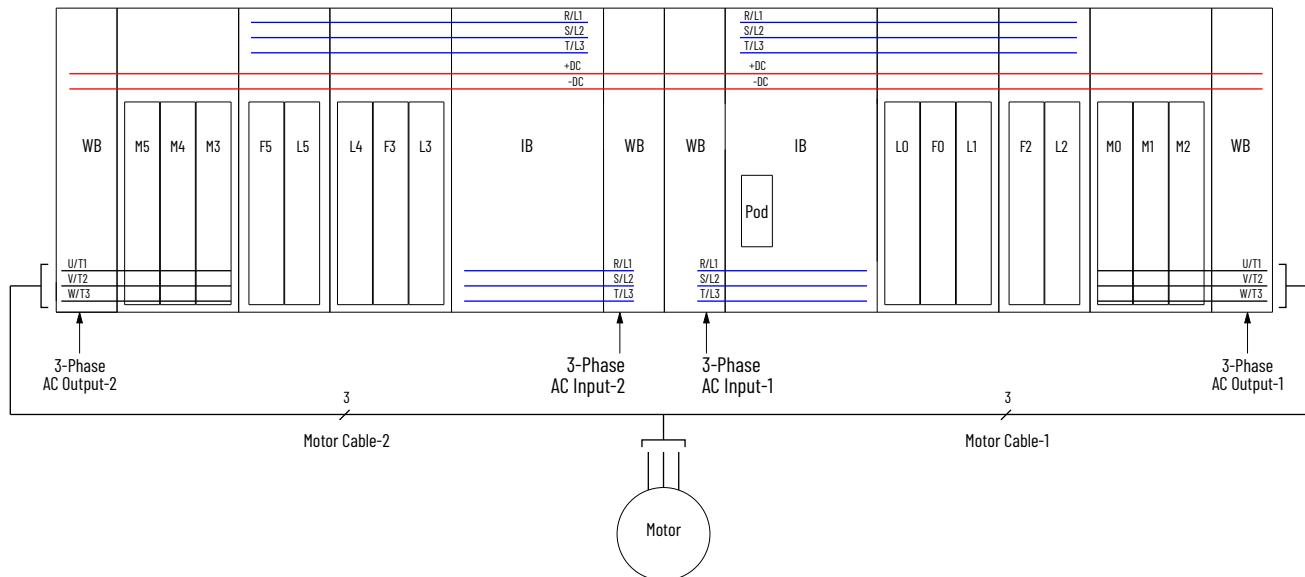 R/L1
S/L2
T/L3
R/L1
S/L2
T/L3
+DC
-DC
+DC
-DC
WB M5 M4 M3 F5 L5 L4 F3 L3 IB WB WB IB L0 F0 L1 F2 L2 M0 M1 M2 WB
Pod
U/T1
V/T2
W/T3
R/L1
S/L2
T/L3
R/L1
S/L2
T/L3
U/T1
V/T2
W/T3
3-Phase
AC Output-2
3-Phase
AC Input-2
3-Phase
AC Input-1
3-Phase
AC Output-1
3
Motor Cable-2
3
Motor Cable-1
Motor